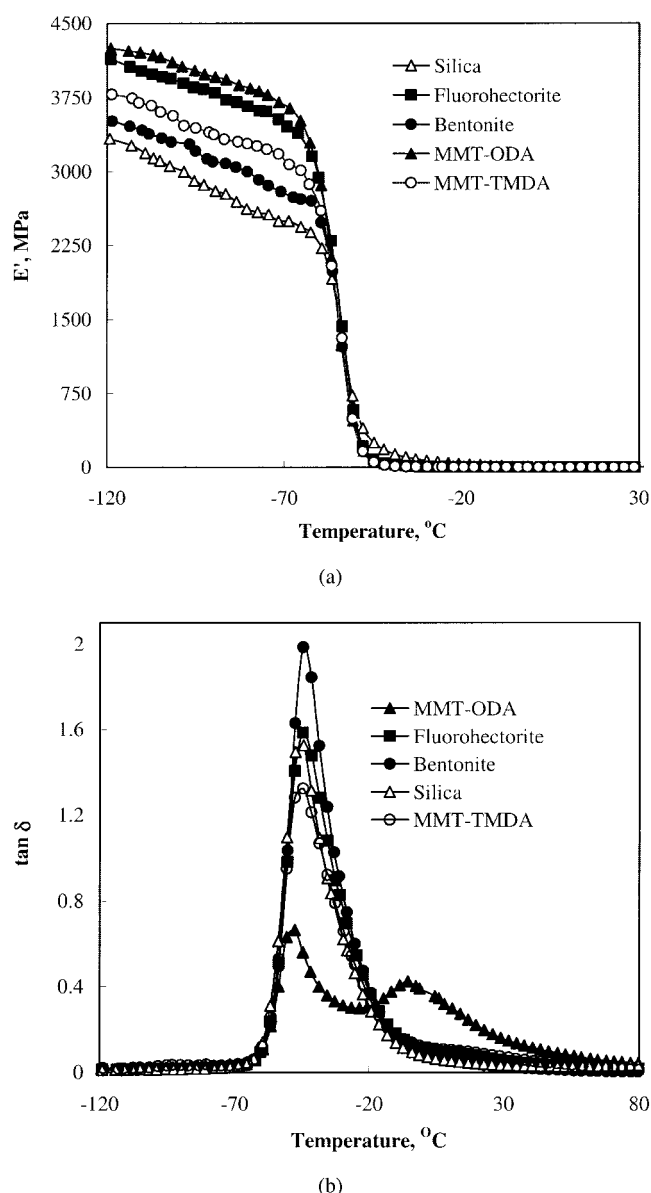 4500
3750
3000
2250
1500
750
0
E', MPa
Silica
Fluorohectorite
Bentonite
MMT-ODA
MMT-TMDA
-120
-70
-20
30
Temperature, °C
(a)
2
1.6
1.2
0.8
0.4
0
tan δ
MMT-ODA
Fluorohectorite
Bentonite
Silica
MMT-TMDA
-120
-70
-20
30
80
Temperature, °C
(b)